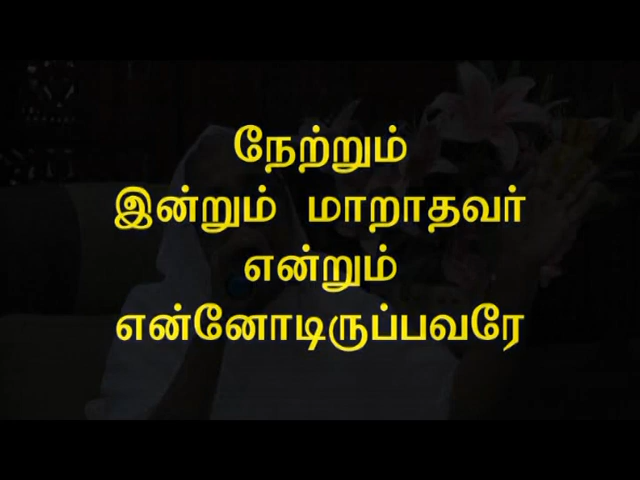 நேற்றும்
இன்றும் மாறாதவர்
என்றும்
என்னோடிருப்பவரே